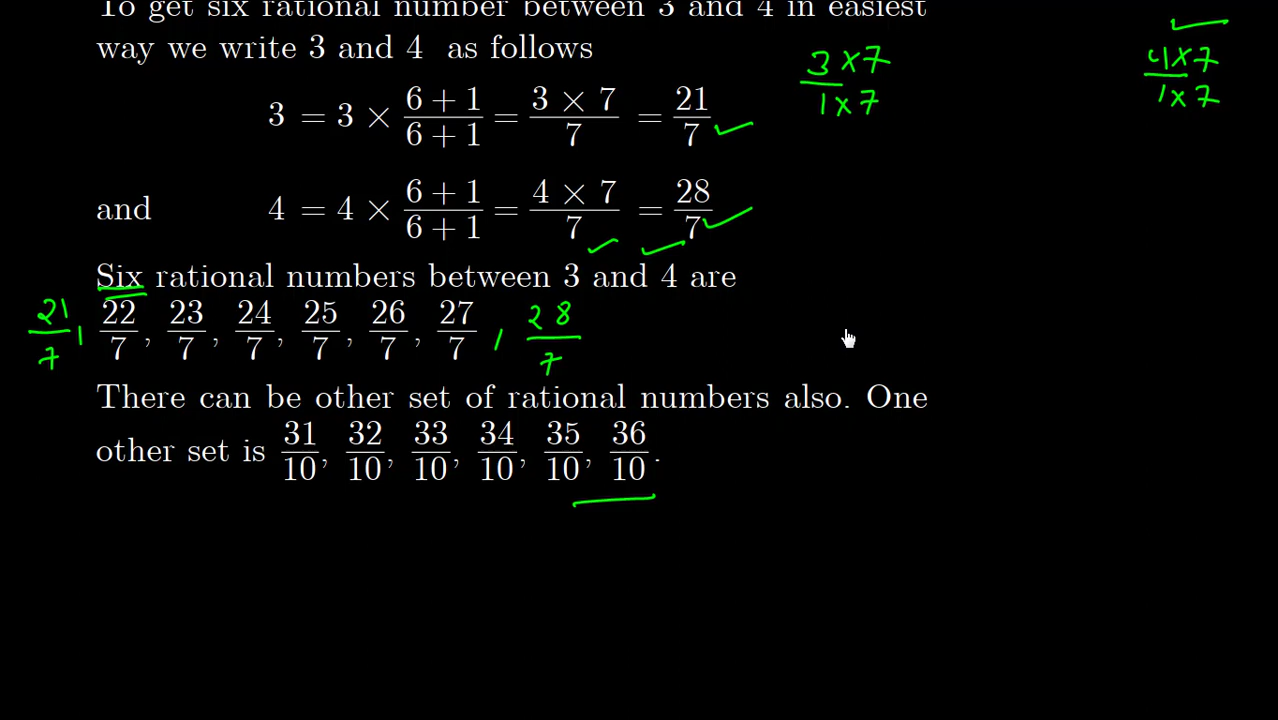 To get six rational number between 3 and 4 in easiest
way we write 3 and 4 as follows
3 × 7 / 1 × 7
4 × 7 / 1 × 7
3 = 3 × (6 + 1)/(6 + 1) = (3 × 7)/7 = 21/7
and 4 = 4 × (6 + 1)/(6 + 1) = (4 × 7)/7 = 28/7
Six rational numbers between 3 and 4 are
21/7, 22/7, 23/7, 24/7, 25/7, 26/7, 27/7, 28/7
There can be other set of rational numbers also. One
other set is 31/10, 32/10, 33/10, 34/10, 35/10, 36/10.